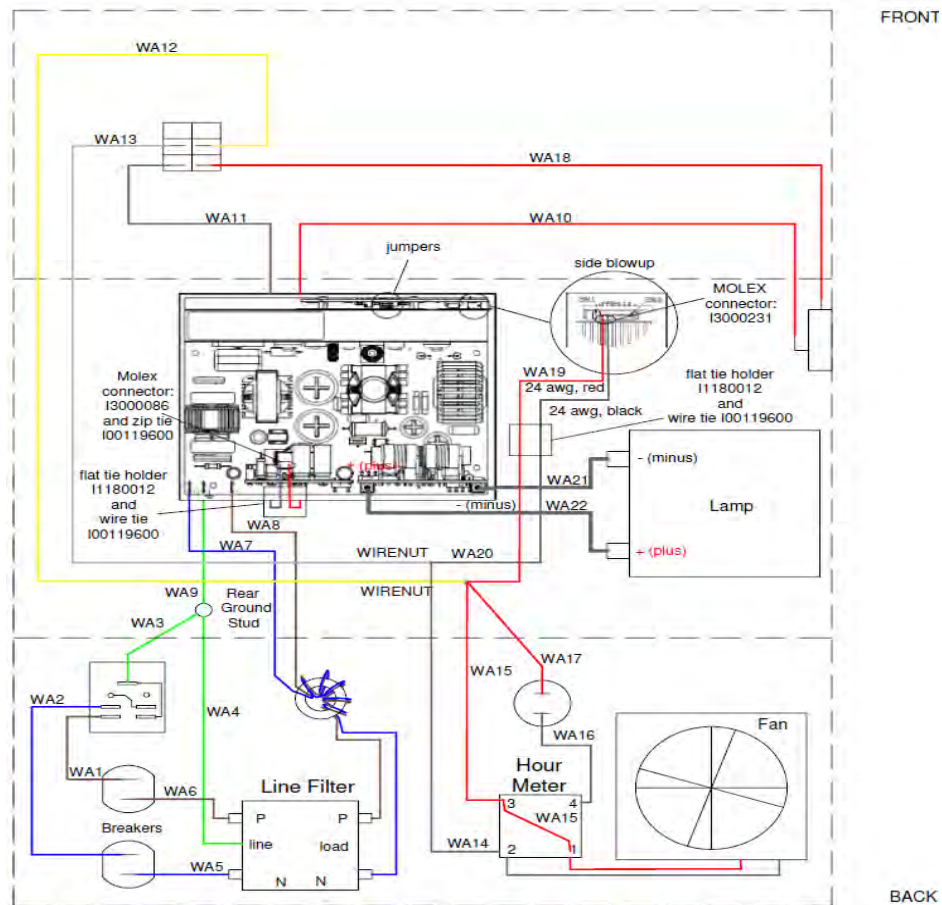 FRONT
WA12
WA13
WA18
WA11
WA10
jumpers
side blowup
MOLEX
connector:
I3000231
WA19
24 awg, red
24 awg, black
flat tie holder
I1180012
and
wire tie I00119600
Molex
connector:
I3000086
and zip tie
I00119600
+ (plus)
flat tie holder
I1180012
and
wire tie
I00119600
- (minus)
WA21
- (minus)
WA22
Lamp
+ (plus)
WA8
WA7
WIRENUT
WA20
WIRENUT
WA9
Rear
Ground
Stud
WA3
WA15
WA17
WA2
WA4
WA16
Fan
WA1
WA6
Breakers
WA5
Line Filter
P
P
line
load
N
N
Hour
Meter
3
4
WA15
WA14
2
1
BACK